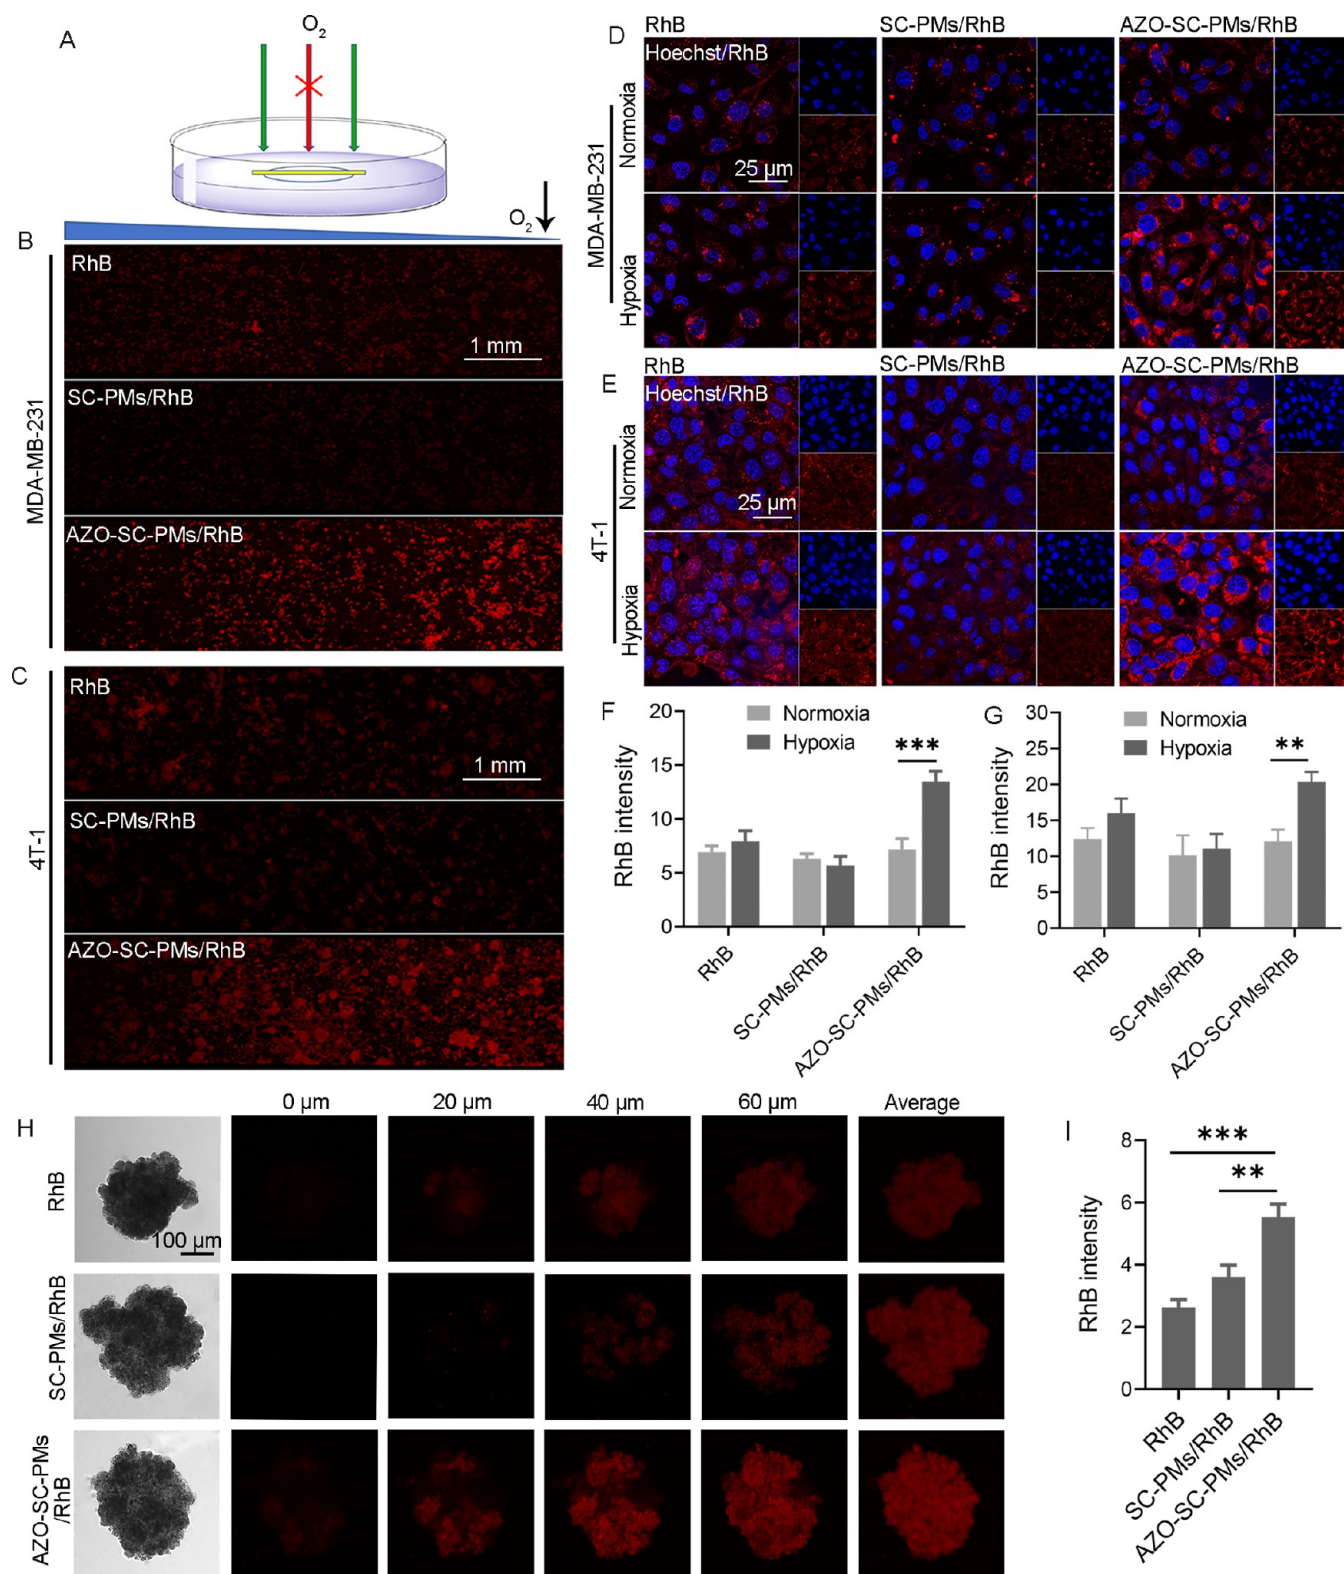 A
O2
O2
B
MDA-MB-231
RhB
1 mm
SC-PMs/RhB
AZO-SC-PMs/RhB
C
4T-1
RhB
1 mm
SC-PMs/RhB
AZO-SC-PMs/RhB
D
RhB
SC-PMs/RhB
AZO-SC-PMs/RhB
Hoechst/RhB
MDA-MB-231
Normoxia
25 µm
Hypoxia
E
RhB
SC-PMs/RhB
AZO-SC-PMs/RhB
Hoechst/RhB
4T-1
Normoxia
25 µm
Hypoxia
F
RhB intensity
20
15
10
5
0
Normoxia
Hypoxia
***
RhB
SC-PMs/RhB
AZO-SC-PMs/RhB
G
RhB intensity
30
25
20
15
10
5
0
Normoxia
Hypoxia
**
RhB
SC-PMs/RhB
AZO-SC-PMs/RhB
H
0 µm
20 µm
40 µm
60 µm
Average
RhB
100 µm
SC-PMs/RhB
AZO-SC-PMs
/RhB
I
RhB intensity
8
6
4
2
0
***
**
RhB
SC-PMs/RhB
AZO-SC-PMs/RhB